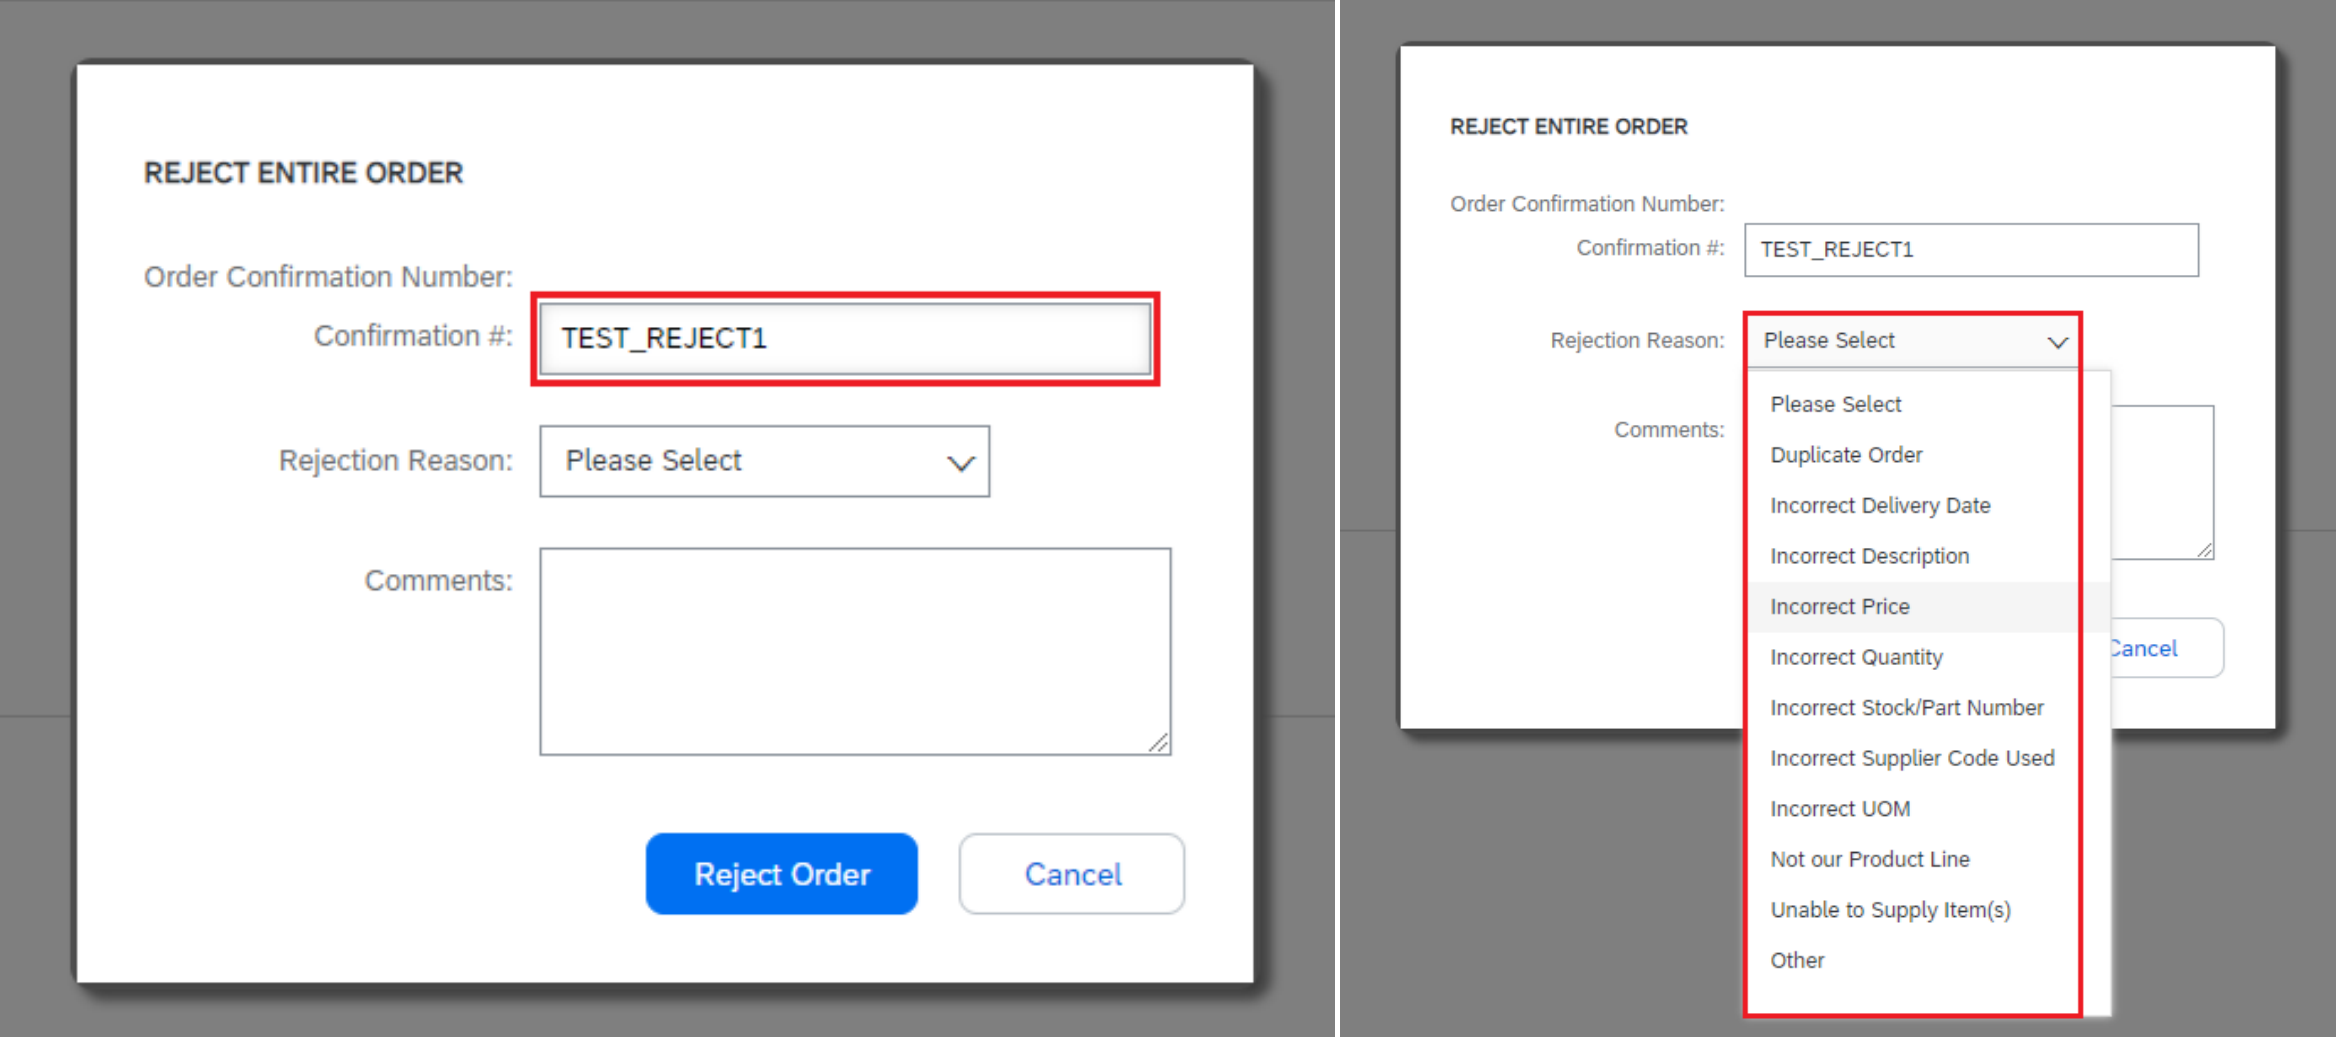 REJECT ENTIRE ORDER
Order Confirmation Number:
Confirmation #: TEST_REJECT1
Rejection Reason: Please Select
Comments:
Reject Order Cancel
REJECT ENTIRE ORDER
Order Confirmation Number:
Confirmation #: TEST_REJECT1
Rejection Reason: Please Select
Please Select
Comments:
Duplicate Order
Incorrect Delivery Date
Incorrect Description
Incorrect Price
Incorrect Quantity
Cancel
Incorrect Stock/Part Number
Incorrect Supplier Code Used
Incorrect UOM
Not our Product Line
Unable to Supply Item(s)
Other